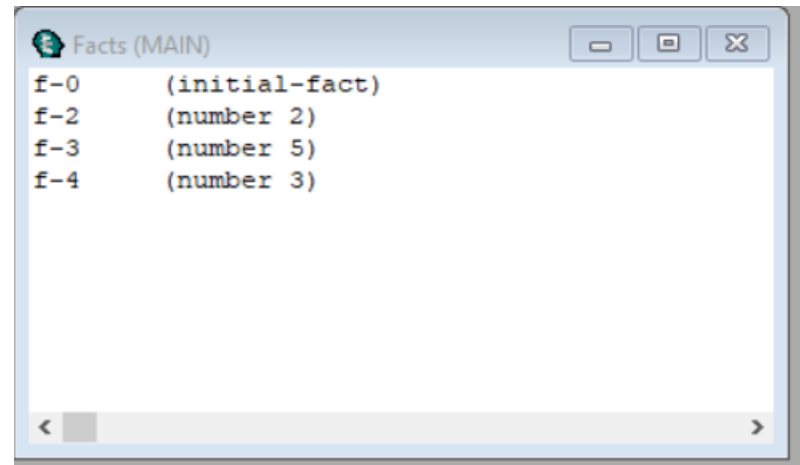 Facts (MAIN)
f-0 (initial-fact)
f-2 (number 2)
f-3 (number 5)
f-4 (number 3)